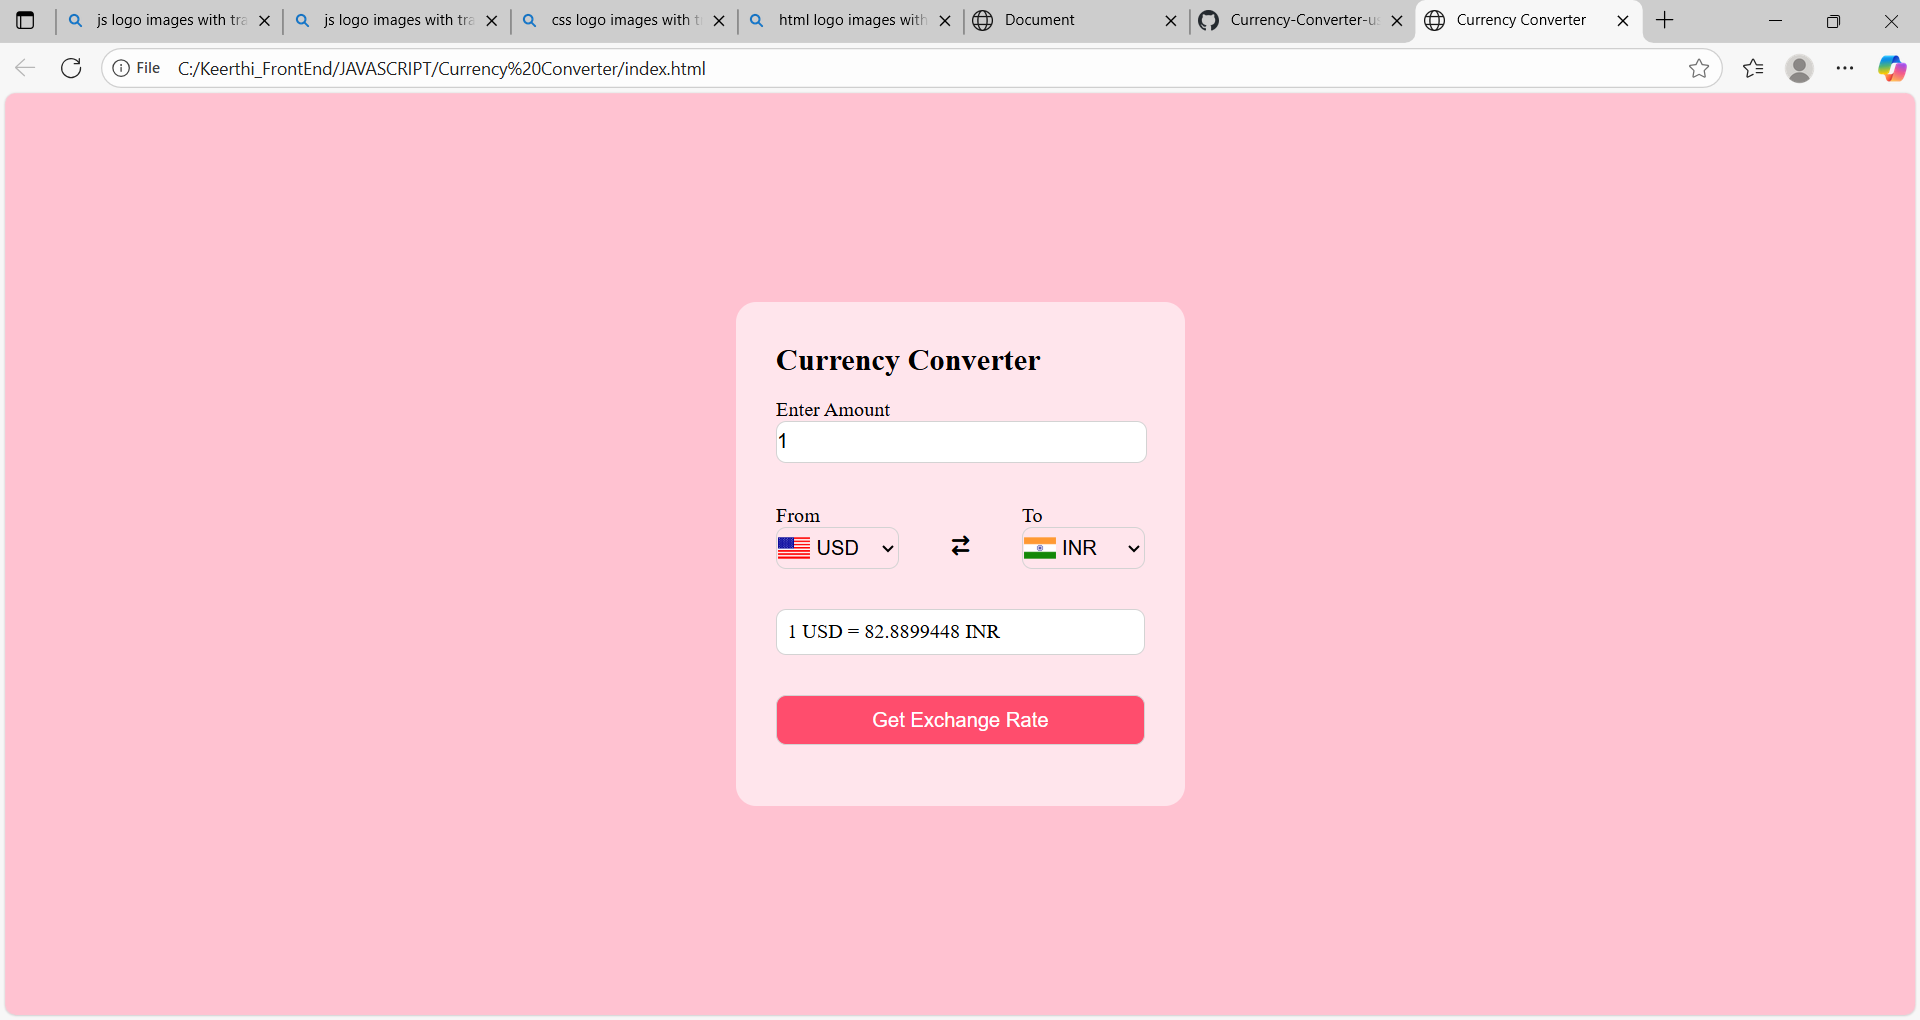 js logo images with tra
js logo images with tra
css logo images with t
html logo images with
Document
Currency-Converter-us
Currency Converter
File
C:/Keerthi_FrontEnd/JAVASCRIPT/Currency%20Converter/index.html
Currency Converter
Enter Amount
1
From
To
USD
INR
1 USD = 82.8899448 INR
Get Exchange Rate